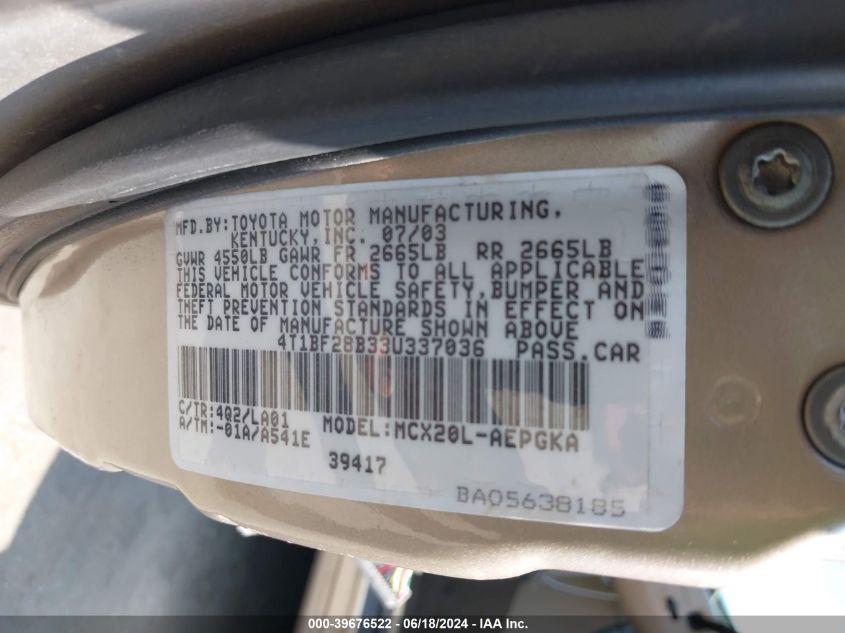 MFD.BY:TOYOTA MOTOR MANUFACTURING,
KENTUCKY,INC. 07/03
GVWR 4550LB GAWR FR 2665LB RR 2665LB
THIS VEHICLE CONFORMS TO ALL APPLICABLE
FEDERAL MOTOR VEHICLE SAFETY,BUMPER AND
THEFT PREVENTION STANDARDS IN EFFECT ON
THE DATE OF MANUFACTURE SHOWN ABOVE
4T1BF28B33U337036 PASS.CAR
C/TR:4Q2/LA01
A/TM:-01A/A541E MODEL:MCX20L-AEPGKA
39417
BA05638185
000-39676522 - 06/18/2024 - IAA Inc.